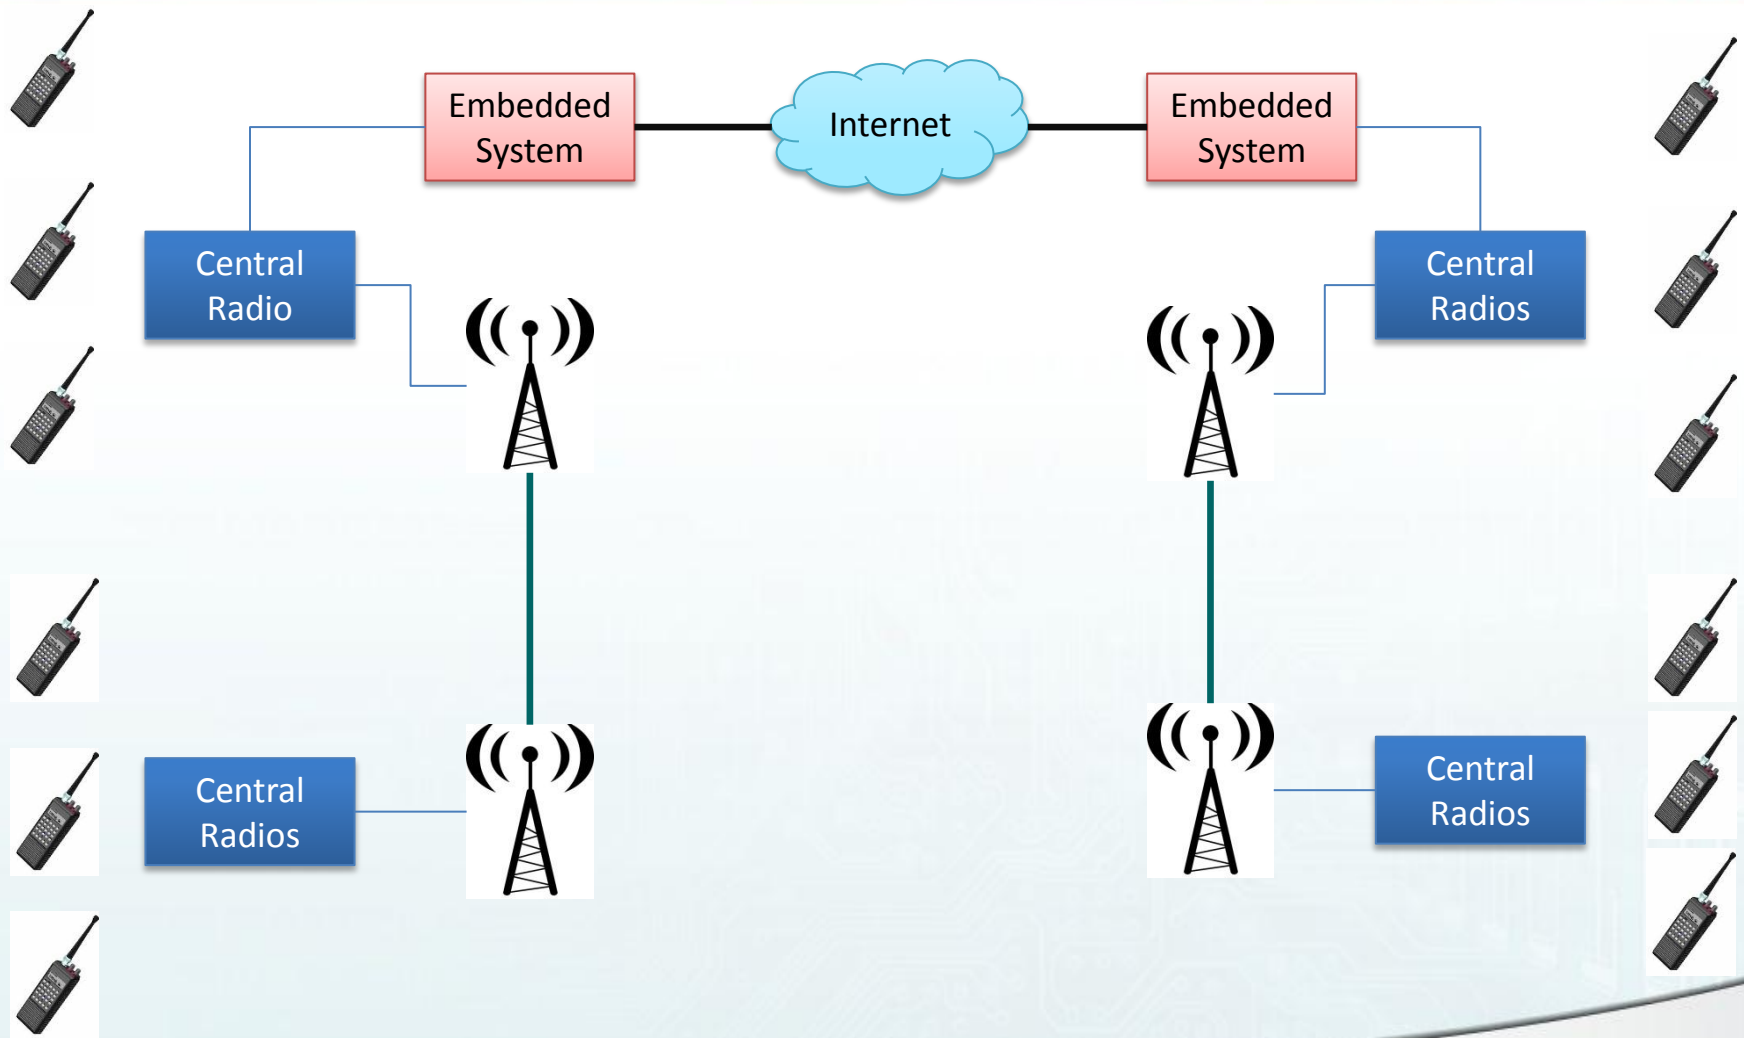 Embedded
System
Internet
Embedded
System
Central
Radio
Central
Radios
Central
Radios
Central
Radios